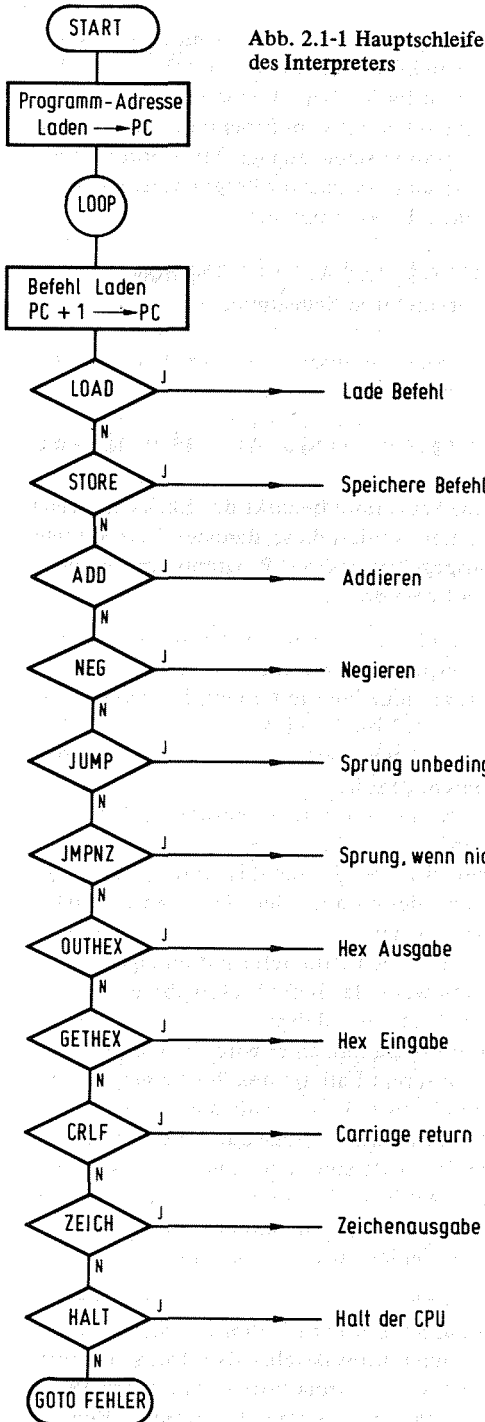 START
Abb. 2.1-1 Hauptschleife
des Interpreters
Programm-Adresse
Laden → PC
LOOP
Befehl Laden
PC + 1 → PC
LOAD J Lade Befehl
N
STORE J Speichere Befehl
N
ADD J Addieren
N
NEG J Negieren
N
JUMP J Sprung
N
JMPNZ J Sprung, wenn
N
OUTHEX J Hex Ausgabe
N
GETHEX J Hex Eingabe
N
CRLF J Carriage return
N
ZEICH J Zeichenausgabe
N
HALT J Halt der CPU
N
GOTO FEHLER